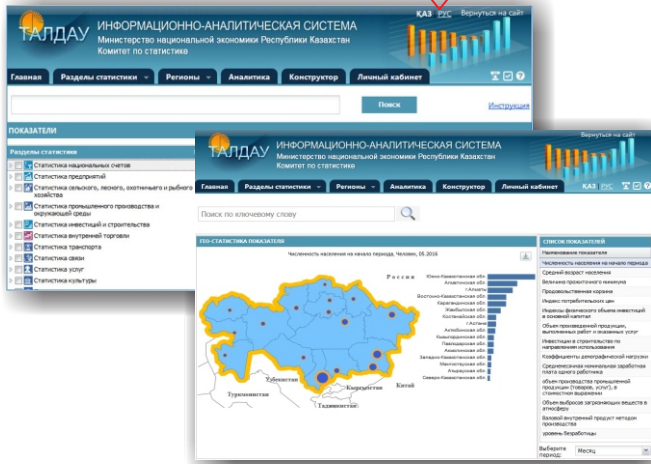 ТАЛДАУ
ИНФОРМАЦИОННО-АНАЛИТИЧЕСКАЯ СИСТЕМА
Министерство национальной экономики Республики Казахстан
Комитет по статистике
ҚАЗ РУС Вернуться на сайт
Главная Разделы статистики Регионы Аналитика Конструктор Личный кабинет
Поиск
Инструкция
ПОКАЗАТЕЛИ
Разделы статистики
Статистика национальных счетов
Статистика предприятий
Статистика сельского, лесного, охотничьего и рыбного
хозяйства
Статистика промышленного производства и
окружающей среды
Статистика инвестиций и строительства
Статистика внутренней торговли
Статистика транспорта
Статистика связи
Статистика услуг
Статистика культуры
ТАЛДАУ
ИНФОРМАЦИОННО-АНАЛИТИЧЕСКАЯ СИСТЕМА
Министерство национальной экономики Республики Казахстан
Комитет по статистике
Вернуться на сайт
Главная Разделы статистики Регионы Аналитика Конструктор Личный кабинет
ҚАЗ РУС
Поиск по ключевому слову
ГЕО-СТАТИСТИКА ПОКАЗАТЕЛЯ
Численность населения на начало периода, Человек, 05.2016
Россия
Узбекистан
Кыргызстан
Китай
Туркменистан
Таджикистан
Южно-Казахстанская обл.
Алматинская обл.
г.Алматы
Восточно-Казахстанская обл.
Карагандинская обл.
Жамбылская обл.
Костанайская обл.
г.Астана
Актюбинская обл.
Кызылординская обл.
Павлодарская обл.
Акмолинская обл.
Западно-Казахстанская обл.
Мангистауская обл.
Атырауская обл.
Северо-Казахстанская обл.
СПИСОК ПОКАЗАТЕЛЕЙ
Наименование показателя
Численность населения на начало периода
Средний возраст населения
Величина прожиточного минимума
Продовольственная корзина
Индекс потребительских цен
Индексы физического объема инвестиций
в основной капитал
Объем произведенной продукции,
выполненных работ и оказанных услуг
Инвестиции в строительство по
направлениям использования
Коэффициенты демографической нагрузки
Среднемесячная номинальная заработная
плата одного работника
объем производства промышленной
продукции (товаров, услуг), в
стоимостном выражении
Объем выбросов загрязняющих веществ в
атмосферу
Валовой внутренний продукт методом
производства
уровень безработицы
Выберите
период:
Месяц